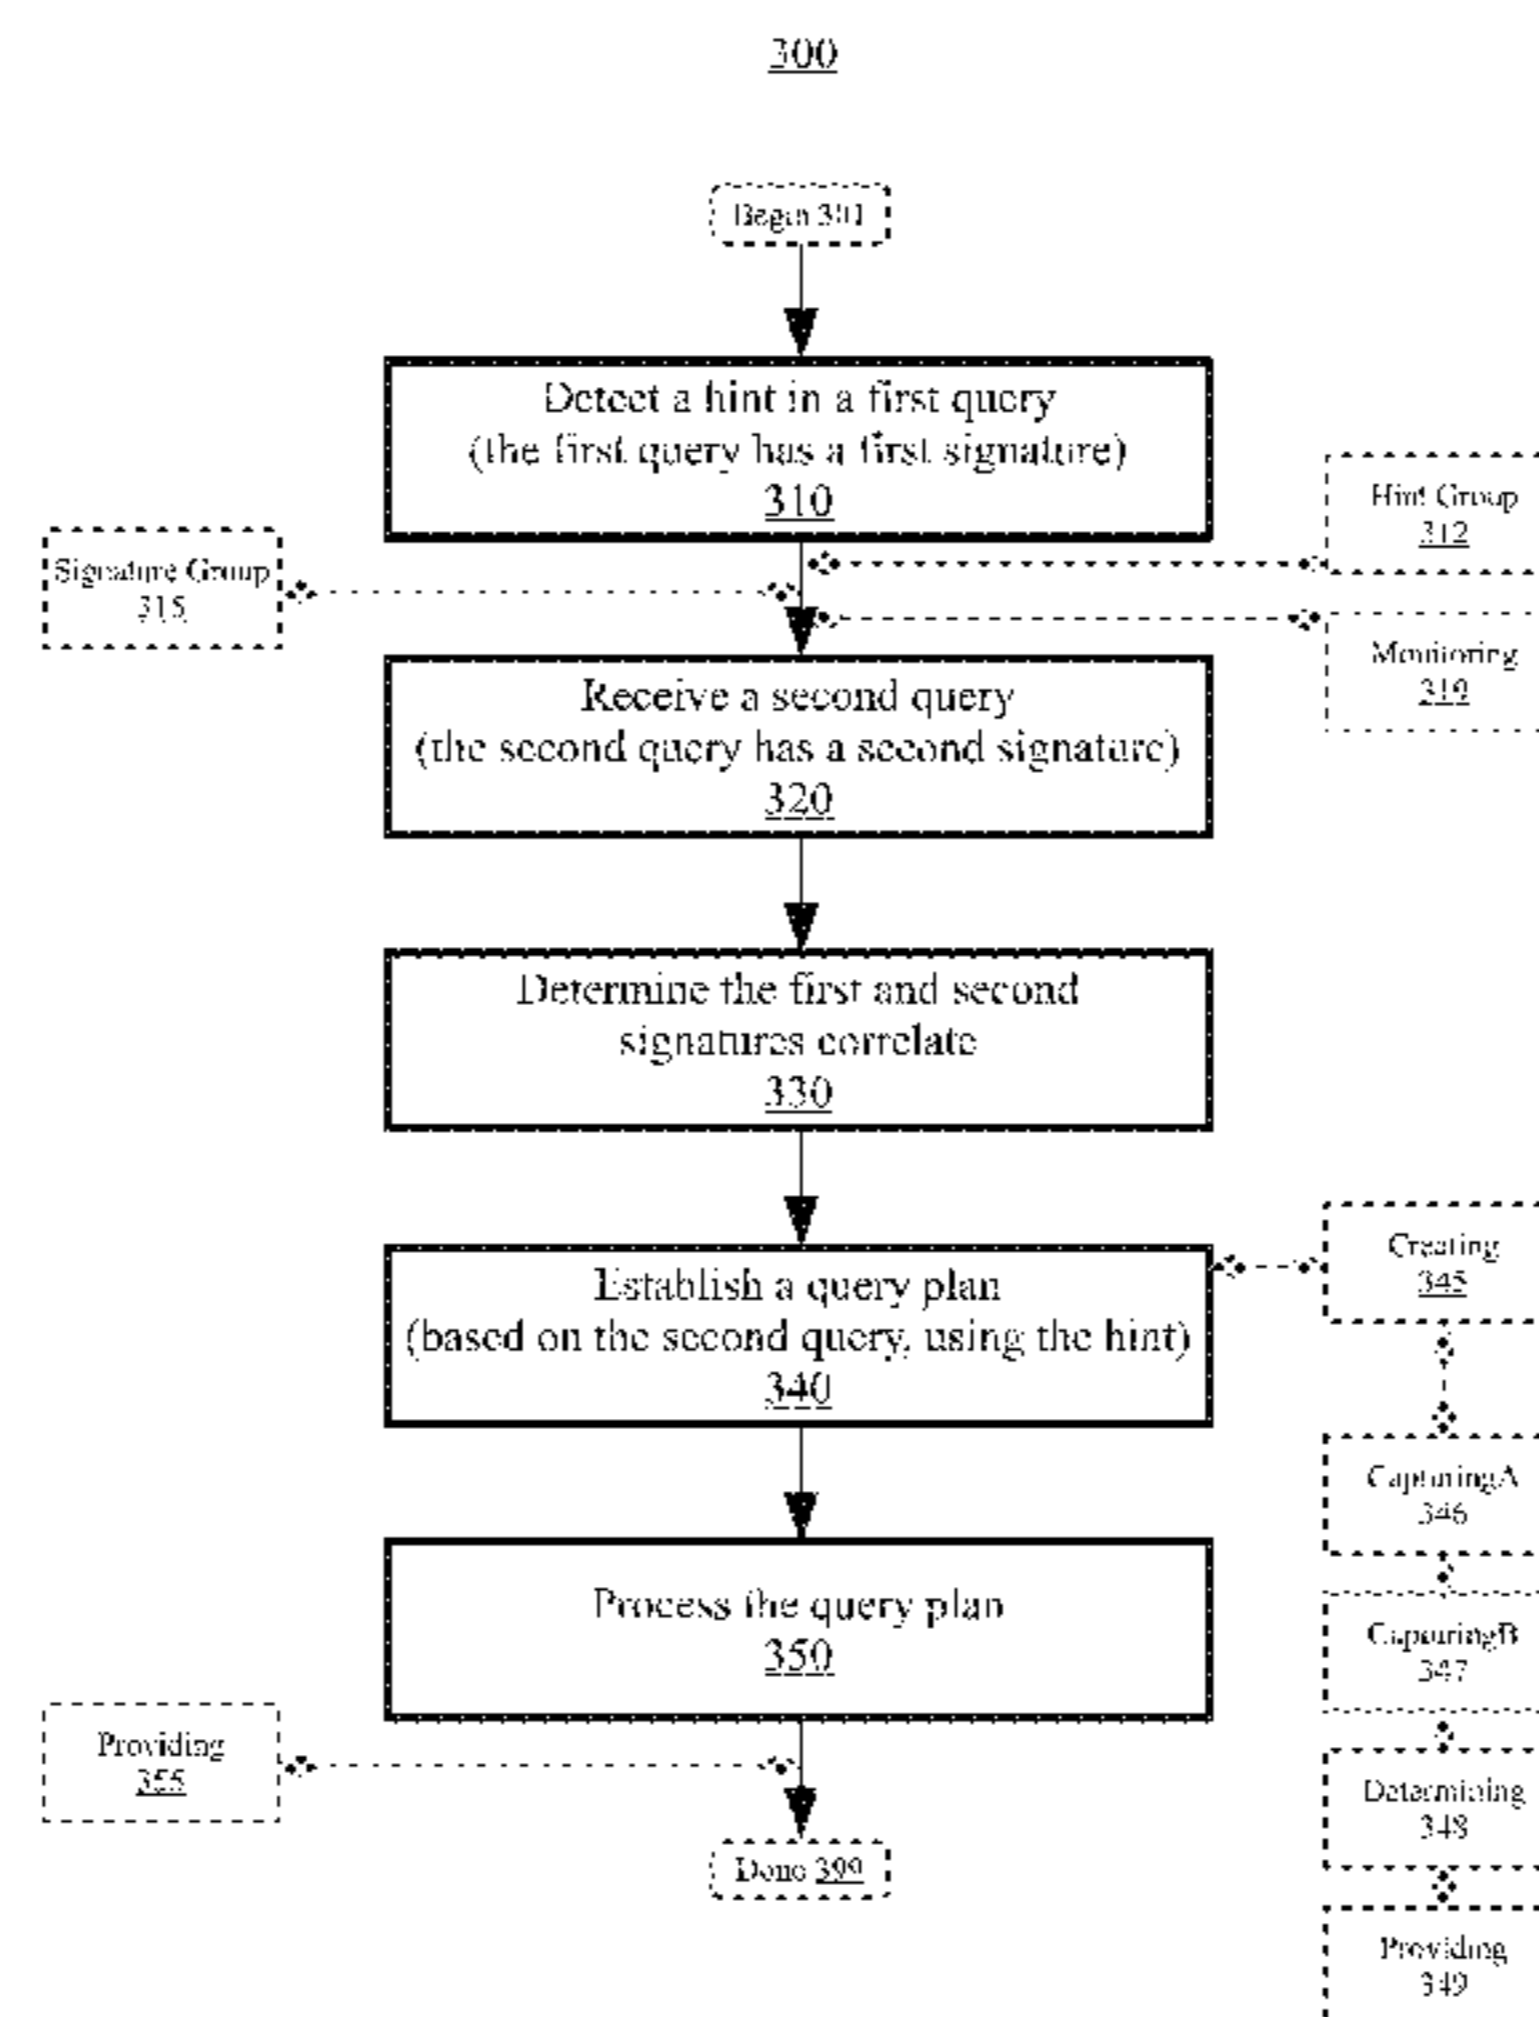 300
Begin 301
Detect a hint in a first query
(the first query has a first signature)
310
Hint Group
312
Signature Group
315
Monitoring
319
Receive a second query
(the second query has a second signature)
320
Determine the first and second
signatures correlate
330
Creating
345
Establish a query plan
(based on the second query, using the hint)
340
CapturingA
346
Process the query plan
350
CapturingB
347
Providing
355
Determining
348
Done 399
Providing
349